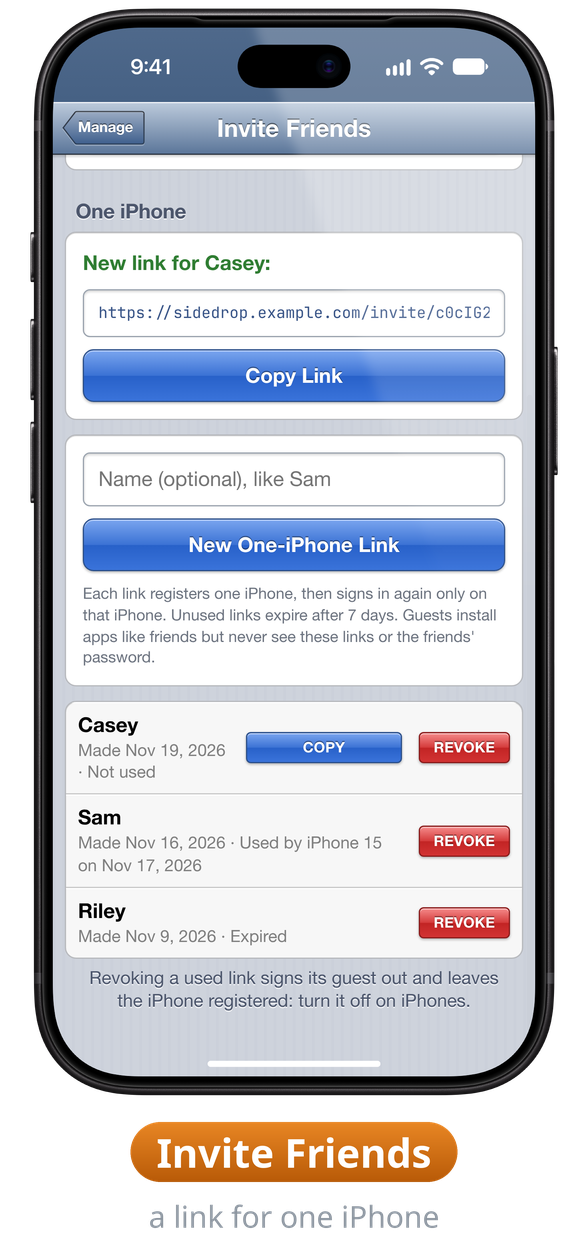 9:41
Manage
Invite Friends
One iPhone
New link for Casey:
https://sidedrop.example.com/invite/c0cIG2
Copy Link
Name (optional), like Sam
New One-iPhone Link
Each link registers one iPhone, then signs in again only on
that iPhone. Unused links expire after 7 days. Guests install
apps like friends but never see these links or the friends'
password.
Casey
Made Nov 19, 2026
· Not used
COPY
REVOKE
Sam
Made Nov 16, 2026 · Used by iPhone 15
on Nov 17, 2026
REVOKE
Riley
Made Nov 9, 2026 · Expired
REVOKE
Revoking a used link signs its guest out and leaves
the iPhone registered: turn it off on iPhones.
Invite Friends
a link for one iPhone